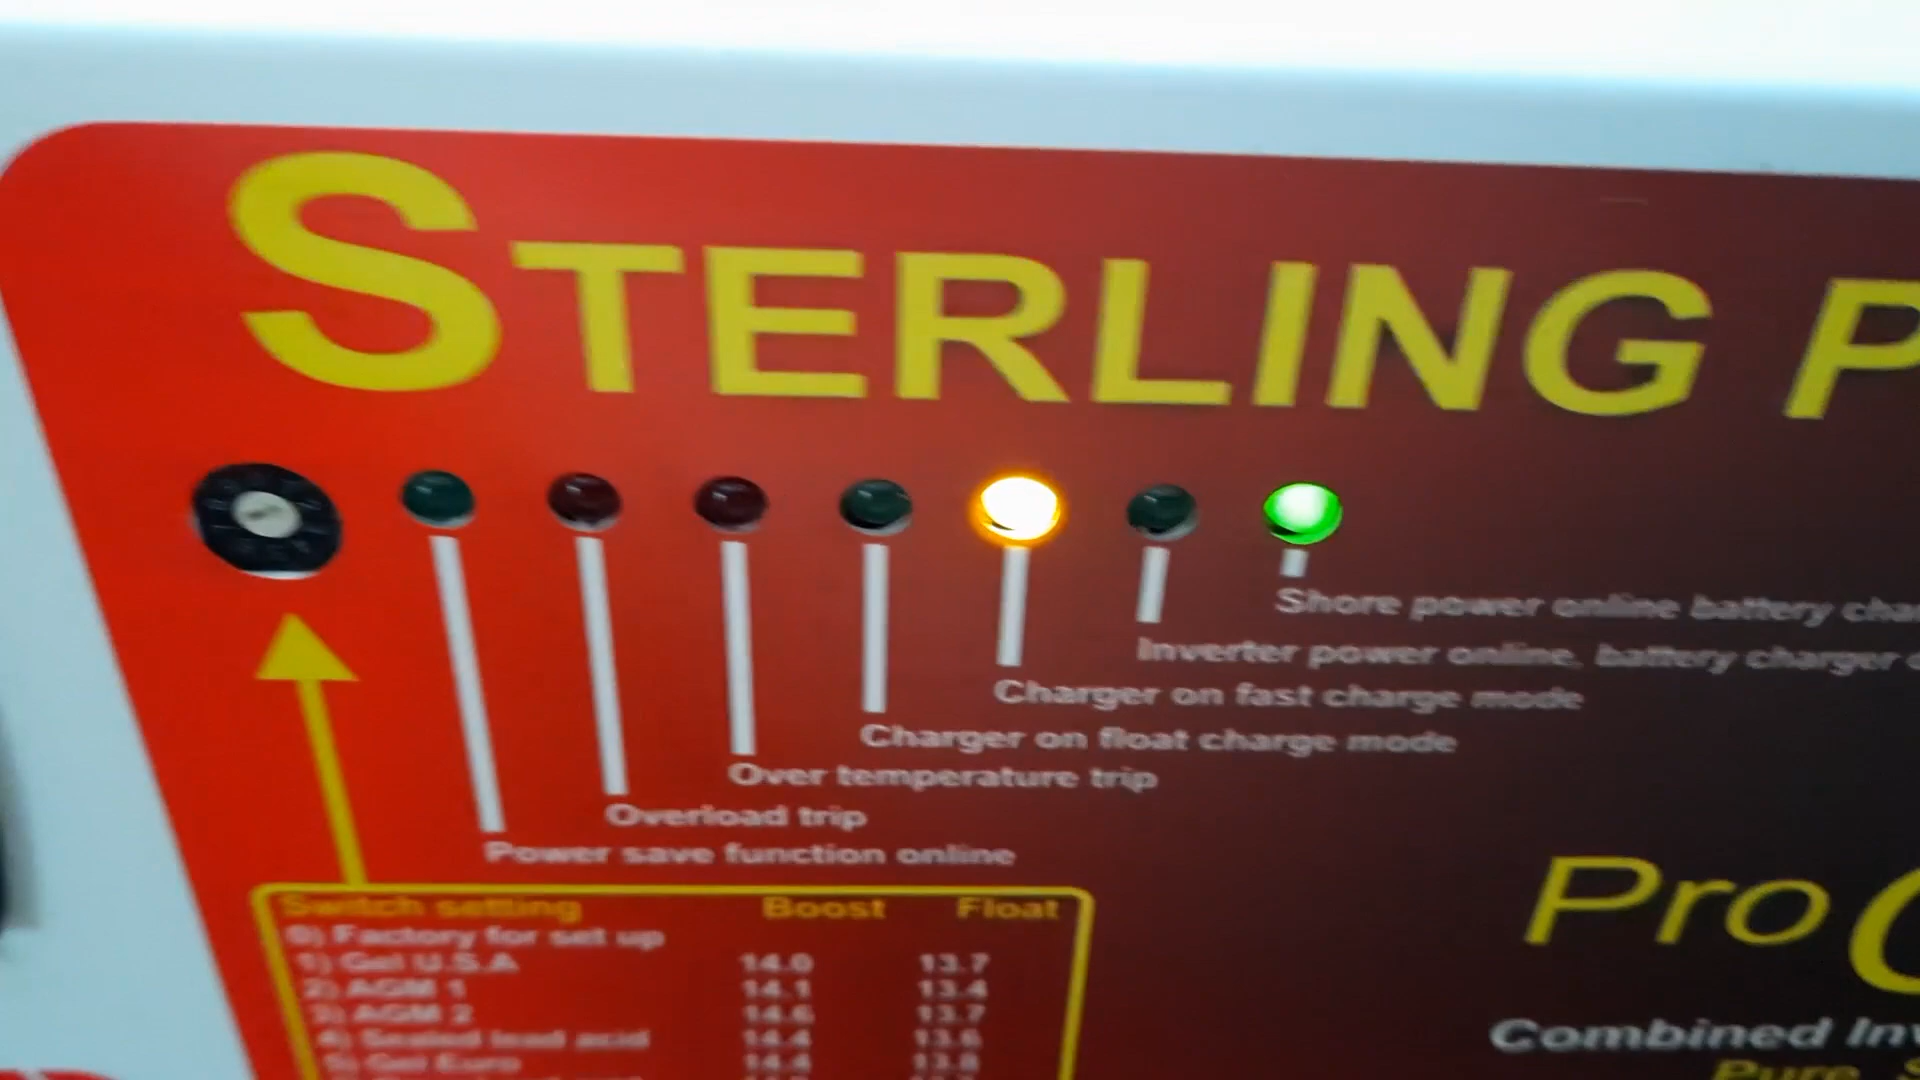 STERLING P
Shore power online battery cha
Inverter power online, battery charger
Charger on fast charge mode
Charger on float charge mode
Over temperature trip
Overload trip
Power save function online
Switch setting Boost Float
0) Factory for set up
1) Gel U.S.A 14.0 13.7
2) AGM 1 14.1 13.4
3) AGM 2 14.6 13.7
4) Sealed lead acid 14.4 13.6
5) Gel Euro 14.4 13.8
Pro
Combined Inv
Pure